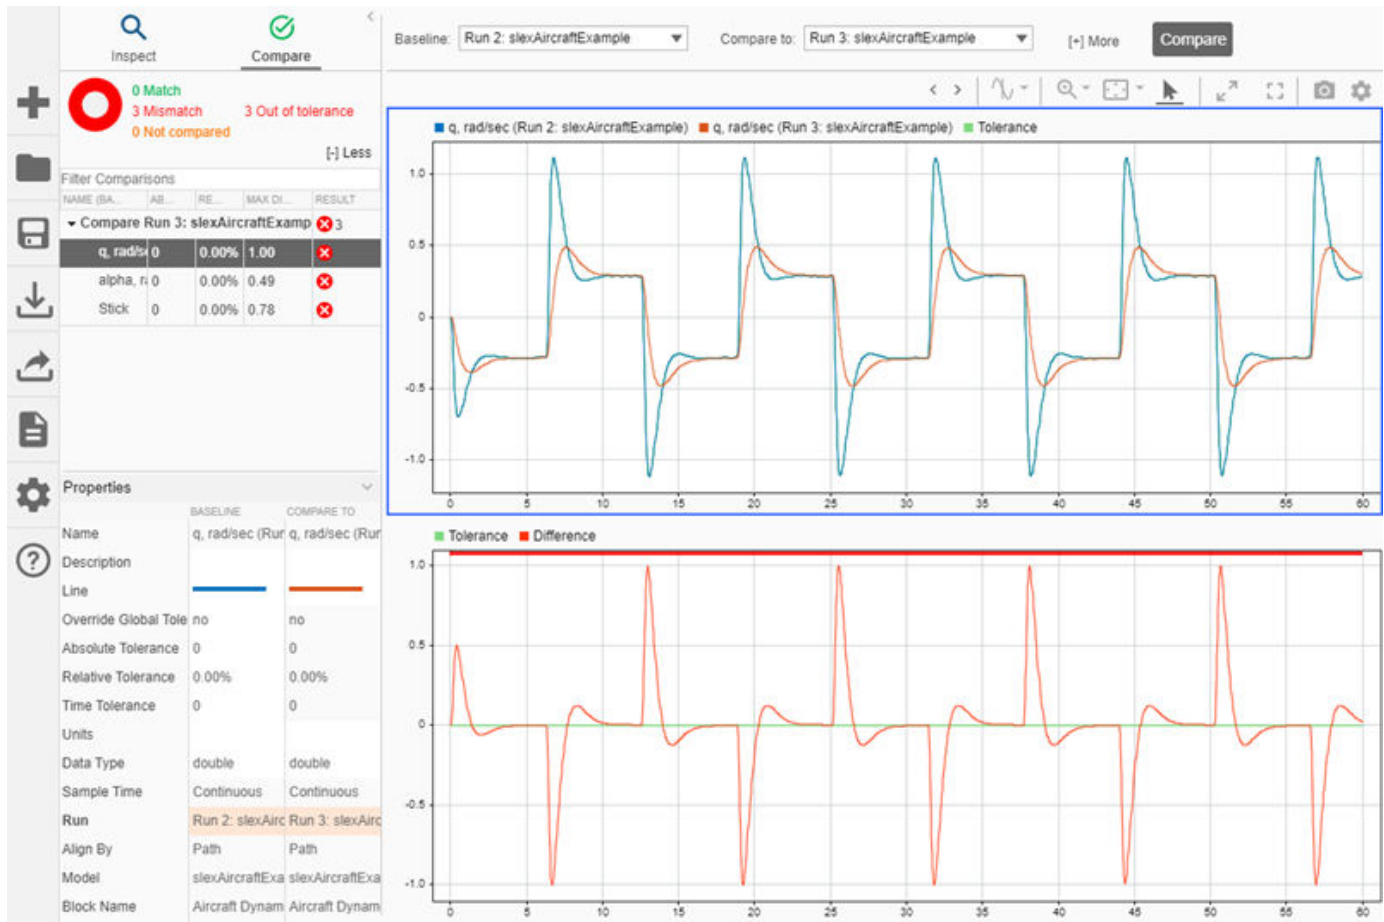 Inspect
Compare
0 Match
3 Mismatch 3 Out of tolerance
0 Not compared
[-] Less
Filter Comparisons
NAME (BA... AB... RE... MAX DI... RESULT
Compare Run 3: slexAircraftExamp 3
q, rad/s 0 0.00% 1.00
alpha, r 0 0.00% 0.49
Stick 0 0.00% 0.78
Properties
BASELINE COMPARE TO
Name q, rad/sec (Run q, rad/sec (Run
Description
Line
Override Global Tole no no
Absolute Tolerance 0 0
Relative Tolerance 0.00% 0.00%
Time Tolerance 0 0
Units
Data Type double double
Sample Time Continuous Continuous
Run Run 2: slexAirc Run 3: slexAirc
Align By Path Path
Model slexAircraftExa slexAircraftExa
Block Name Aircraft Dynam Aircraft Dynam
Baseline: Run 2: slexAircraftExample Compare to: Run 3: slexAircraftExample [+] More Compare
q, rad/sec (Run 2: slexAircraftExample) q, rad/sec (Run 3: slexAircraftExample) Tolerance
1.0
0.5
0
-0.5
-1.0
0 5 10 15 20 25 30 35 40 45 50 55 60
Tolerance Difference
1.0
0.5
0
-0.5
-1.0
0 5 10 15 20 25 30 35 40 45 50 55 60